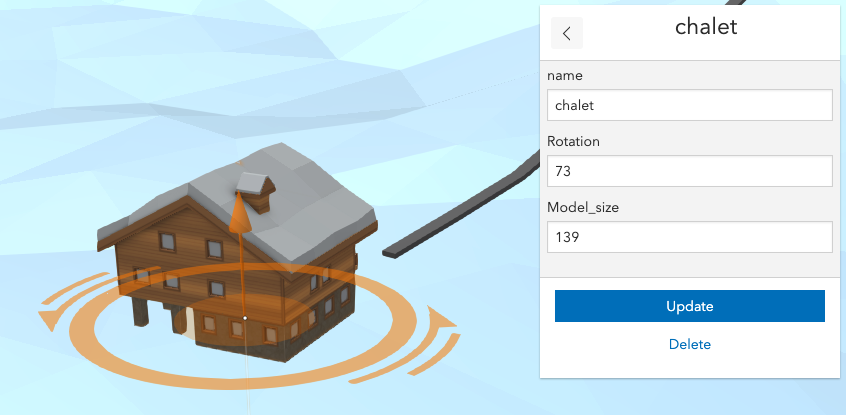 chalet
name
chalet
Rotation
73
Model_size
139
Update
Delete